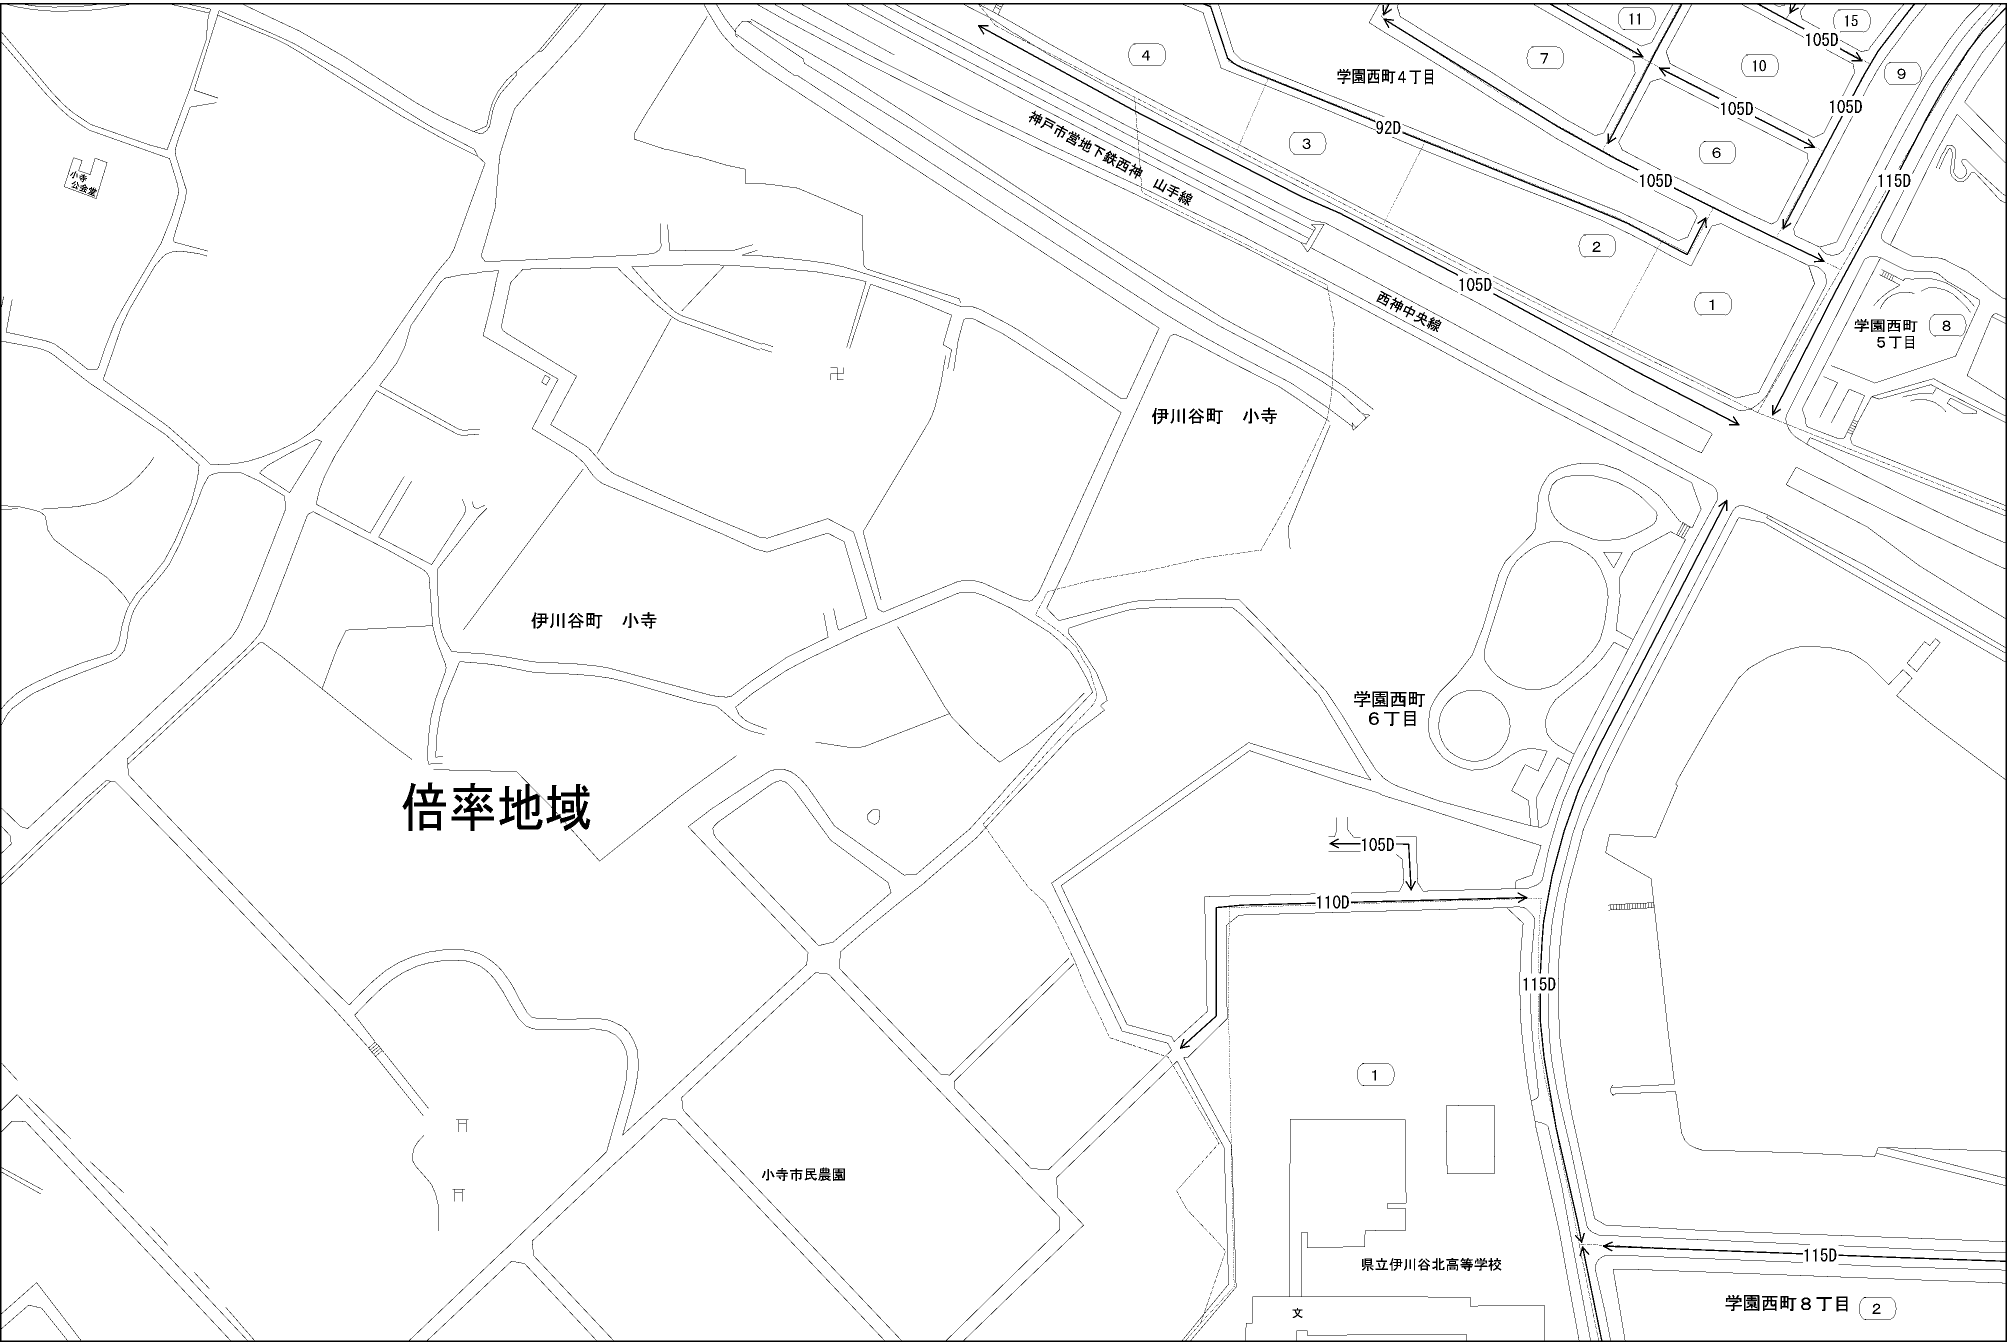 11
15
105D
4
7
10
9
学園西町4丁目
105D
105D
92D
神戸市営地下鉄西神 山手線
3
6
小寺
公会堂
105D
115D
2
105D
西神中央線
1
学園西町
5丁目
8
伊川谷町 小寺
伊川谷町 小寺
学園西町
6丁目
倍率地域
105D
110D
115D
1
小寺市民農園
115D
県立伊川谷北高等学校
学園西町8丁目
2
文